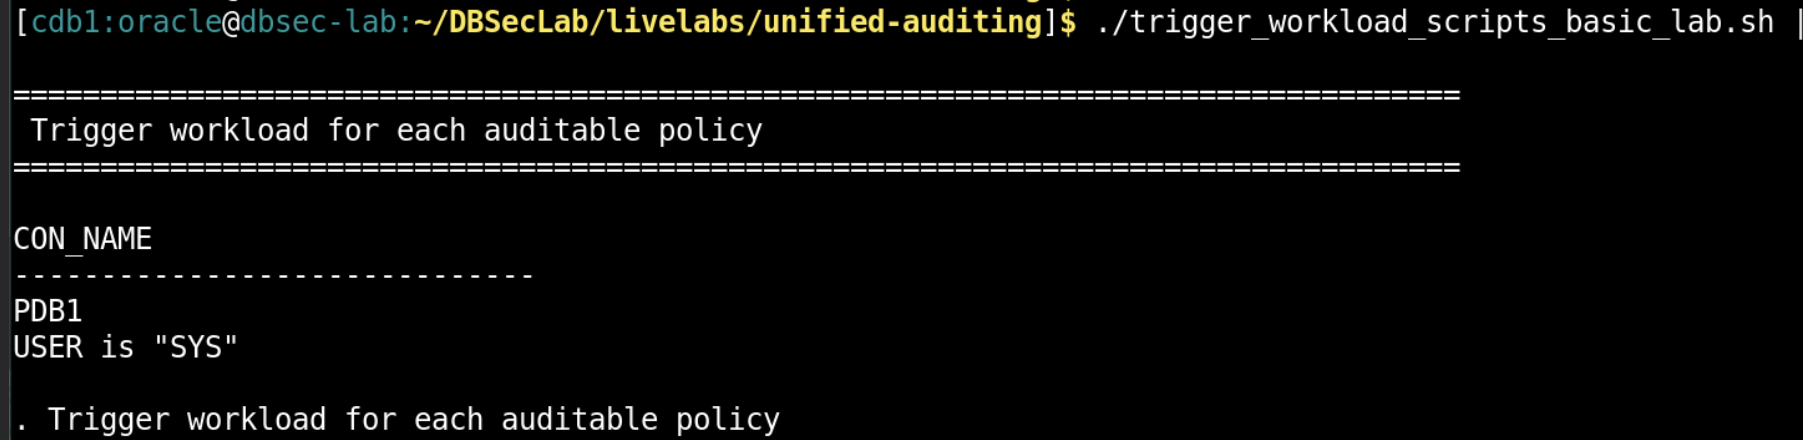 [cdb1:oracle@dbsec-lab:~/DBSecLab/livelabs/unified-auditing]$ ./trigger_workload_scripts_basic_lab.sh |
===================================================================================
Trigger workload for each auditable policy
===================================================================================
CON_NAME
------------------------------
PDB1
USER is "SYS"
. Trigger workload for each auditable policy